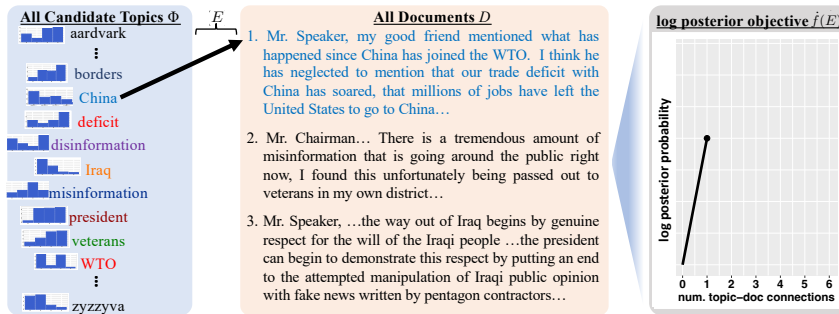 All Candidate Topics Φ
aardvark
⋮
borders
China
deficit
disinformation
Iraq
misinformation
president
veterans
WTO
⋮
zyzzyva
E
All Documents D
1. Mr. Speaker, my good friend mentioned what has
happened since China has joined the WTO. I think he
has neglected to mention that our trade deficit with
China has soared, that millions of jobs have left the
United States to go to China…
2. Mr. Chairman… There is a tremendous amount of
misinformation that is going around the public right
now, I found this unfortunately being passed out to
veterans in my own district…
3. Mr. Speaker, …the way out of Iraq begins by genuine
respect for the will of the Iraqi people …the president
can begin to demonstrate this respect by putting an end
to the attempted manipulation of Iraqi public opinion
with fake news written by pentagon contractors…
log posterior objective f(E)
log posterior probability
0 1 2 3 4 5 6
num. topic−doc connections